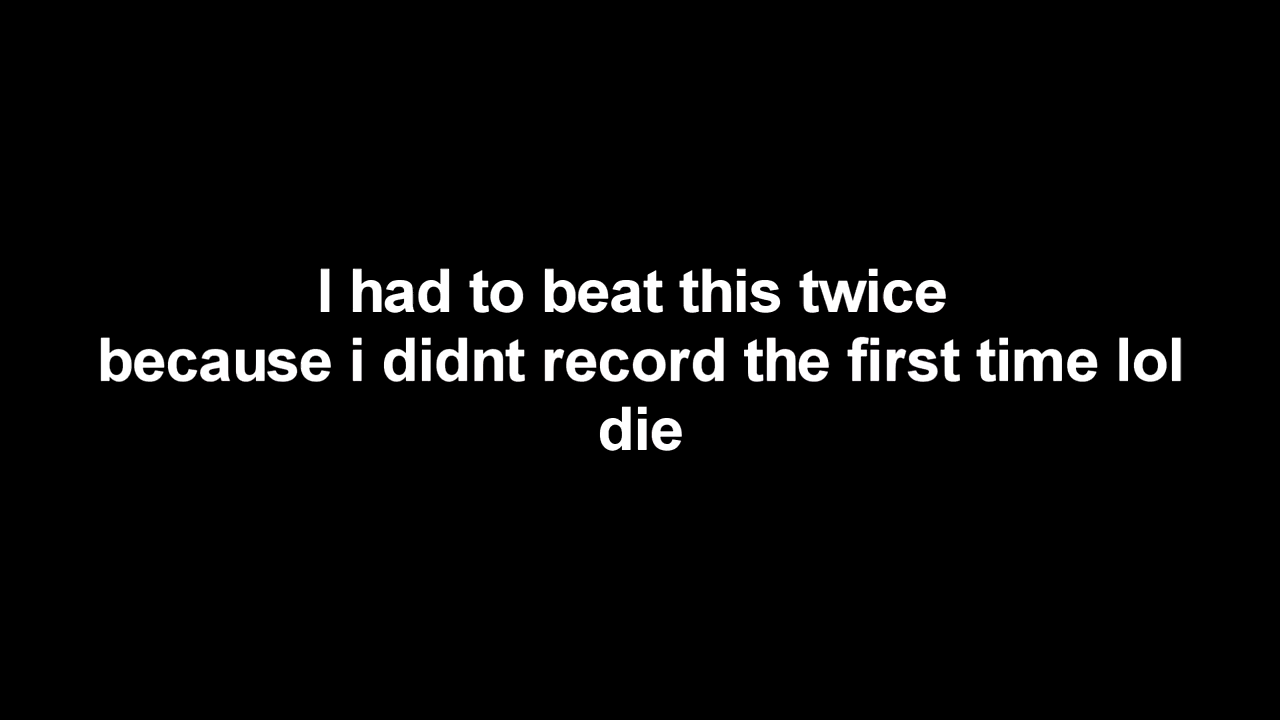 I had to beat this twice
because i didnt record the first time lol
die